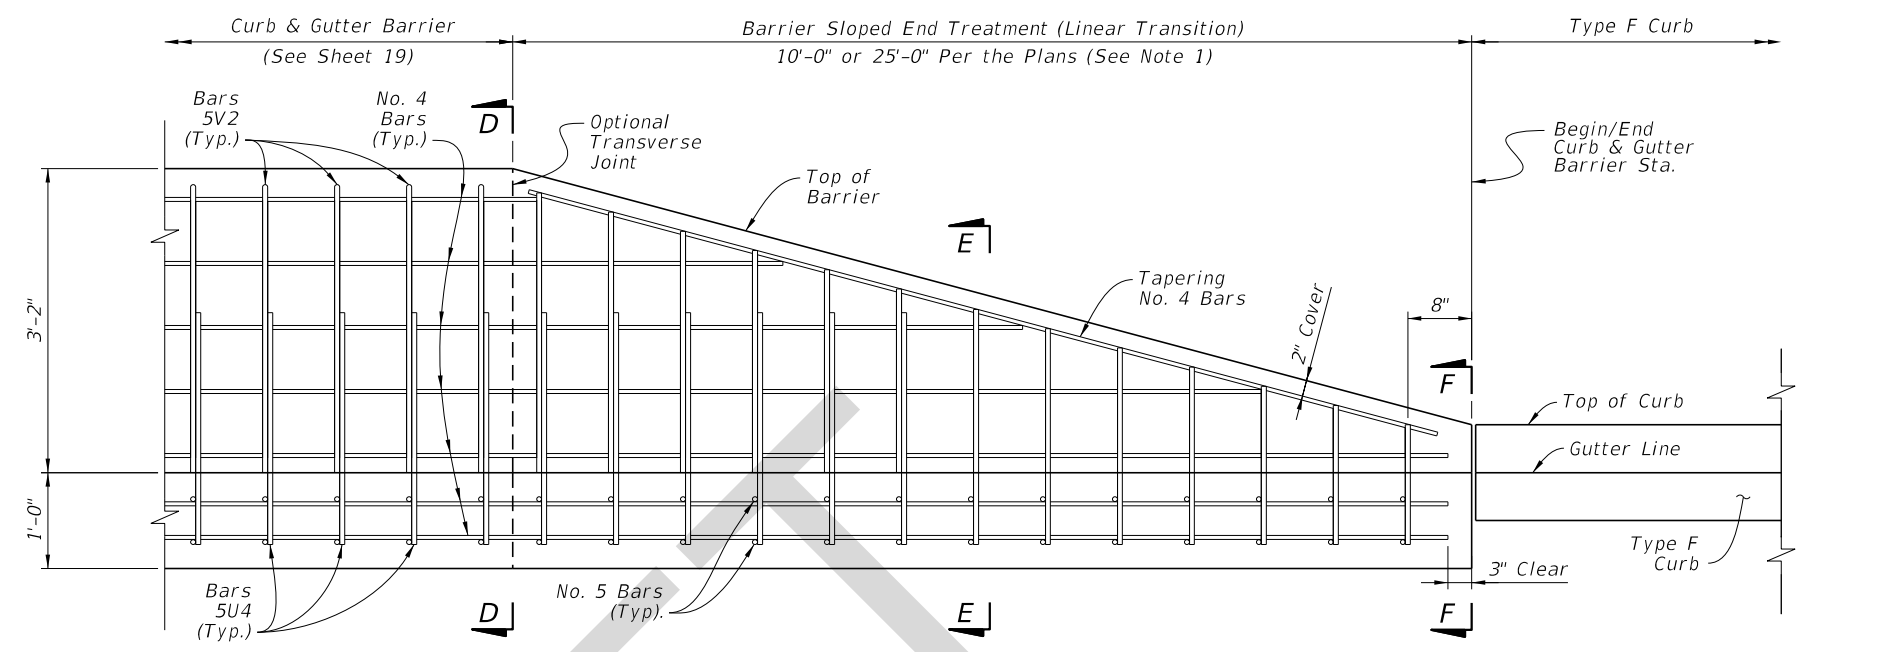 Curb & Gutter Barrier
(See Sheet 19)
Barrier Sloped End Treatment (Linear Transition)
10'-0" or 25'-0" Per the Plans (See Note 1)
Type F Curb
Bars
5V2
(Typ.)
No. 4
Bars
(Typ.)
D
Optional
Transverse
Joint
Top of
Barrier
E
Begin/End
Curb & Gutter
Barrier Sta.
Tapering
No. 4 Bars
2" Cover
8"
F
3'-2"
1'-0"
Top of Curb
Gutter Line
Type F
Curb
3" Clear
Bars
5U4
(Typ.)
No. 5 Bars
(Typ).
D
E
F